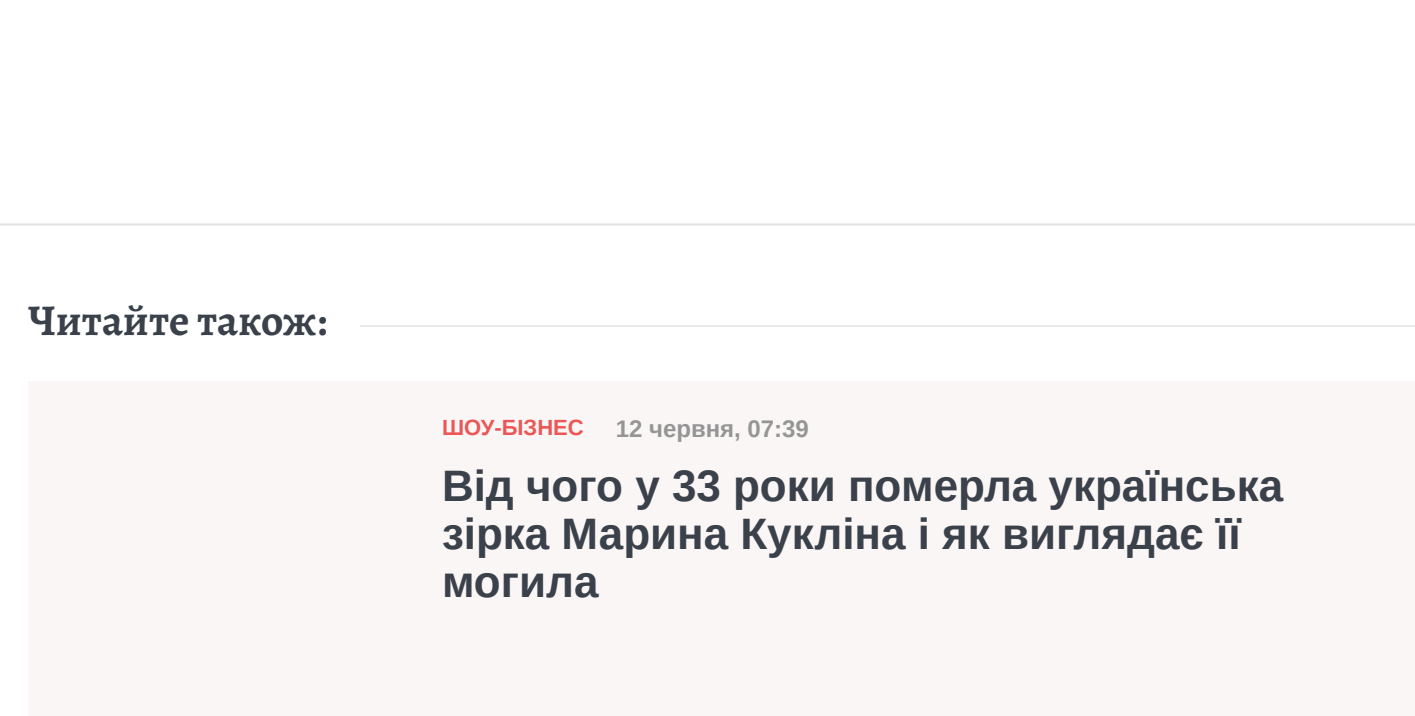 Читайте також:
ШОУ-БІЗНЕС 12 червня, 07:39
Від чого у 33 роки померла українська
зірка Марина Кукліна і як виглядає її
могила